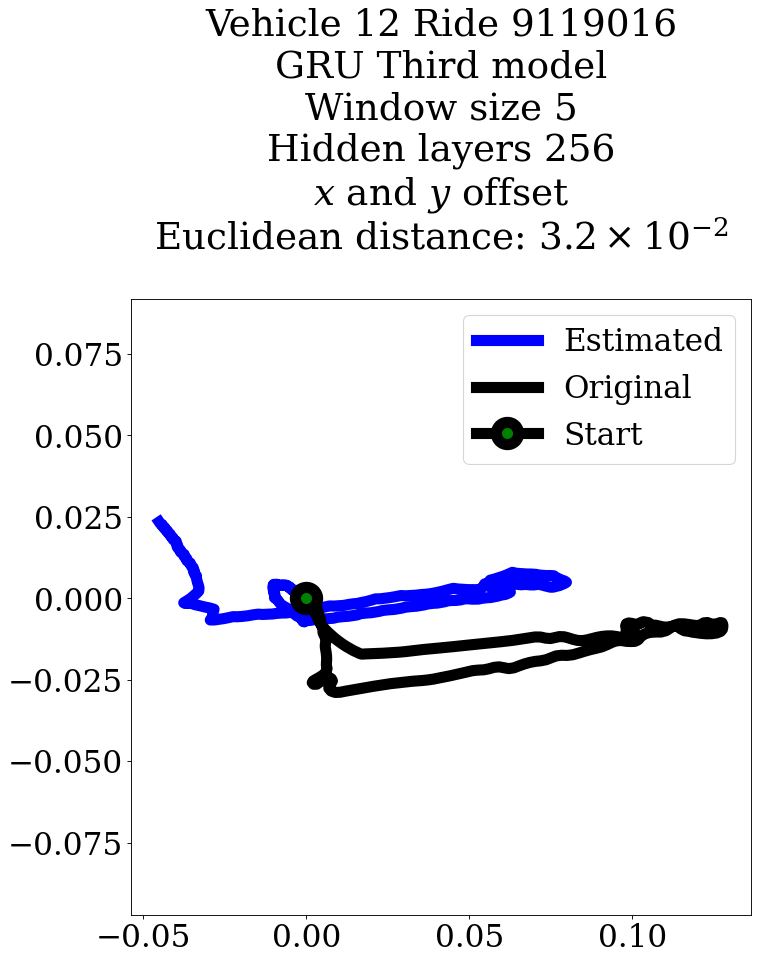 Vehicle 12 Ride 9119016
GRU Third model
Window size 5
Hidden layers 256
x and y offset
Euclidean distance: 3.2 × 10⁻²
Estimated
Original
Start
0.075
0.050
0.025
0.000
−0.025
−0.050
−0.075
−0.05 0.00 0.05 0.10